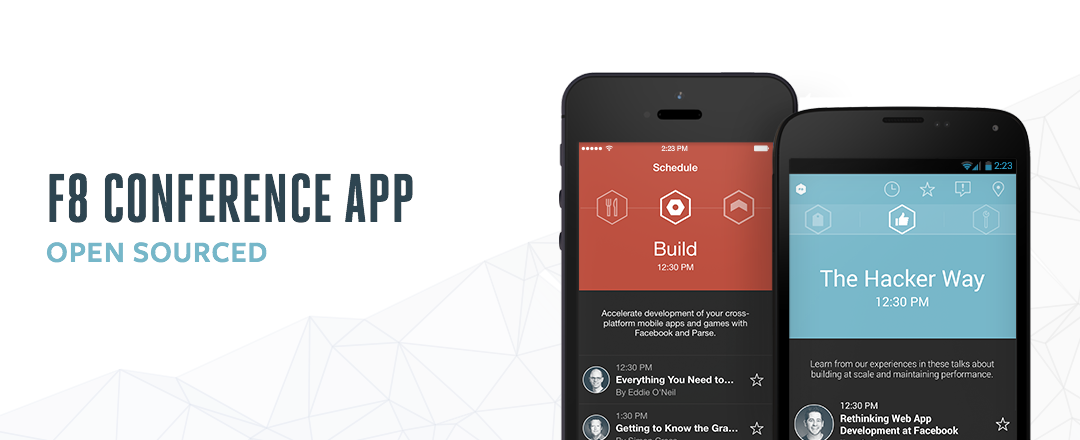 F8 CONFERENCE APP
OPEN SOURCED
2:23 PM
Schedule
Build
12:30 PM
Accelerate development of your cross-
platform mobile apps and games with
Facebook and Parse.
12:30 PM
Everything You Need to...
By Eddie O'Neil
1:30 PM
Getting to Know the Gra...
By Simon Cross
2:23
The Hacker Way
12:30 PM
Learn from our experiences in these talks about
building at scale and maintaining performance.
12:30 PM
Rethinking Web App
Development at Facebook